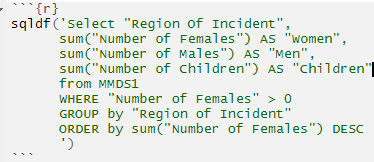 ```{r}
sqldf('Select "Region Of Incident",
sum("Number of Females") AS "Women",
sum("Number of Males") AS "Men",
sum("Number of Children") AS "Children"
from MMDS1
WHERE "Number of Females" > 0
GROUP by "Region of Incident"
ORDER by sum("Number of Females") DESC
')
```